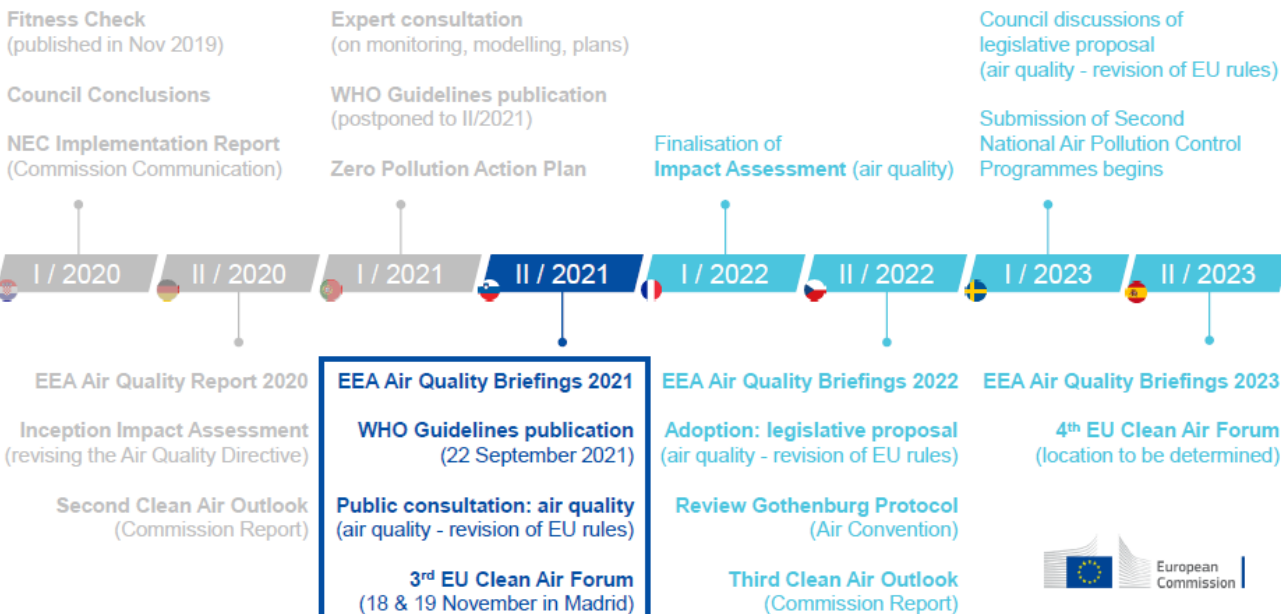 Fitness Check
(published in Nov 2019)
Council Conclusions
NEC Implementation Report
(Commission Communication)
Expert consultation
(on monitoring, modelling, plans)
WHO Guidelines publication
(postponed to II/2021)
Zero Pollution Action Plan
Finalisation of
Impact Assessment (air quality)
Council discussions of
legislative proposal
(air quality - revision of EU rules)
Submission of Second
National Air Pollution Control
Programmes begins
I / 2020
II / 2020
I / 2021
II / 2021
I / 2022
II / 2022
I / 2023
II / 2023
EEA Air Quality Report 2020
Inception Impact Assessment
(revising the Air Quality Directive)
Second Clean Air Outlook
(Commission Report)
EEA Air Quality Briefings 2021
WHO Guidelines publication
(22 September 2021)
Public consultation: air quality
(air quality - revision of EU rules)
3rd EU Clean Air Forum
(18 & 19 November in Madrid)
EEA Air Quality Briefings 2022
Adoption: legislative proposal
(air quality - revision of EU rules)
Review Gothenburg Protocol
(Air Convention)
Third Clean Air Outlook
(Commission Report)
EEA Air Quality Briefings 2023
4th EU Clean Air Forum
(location to be determined)
European
Commission